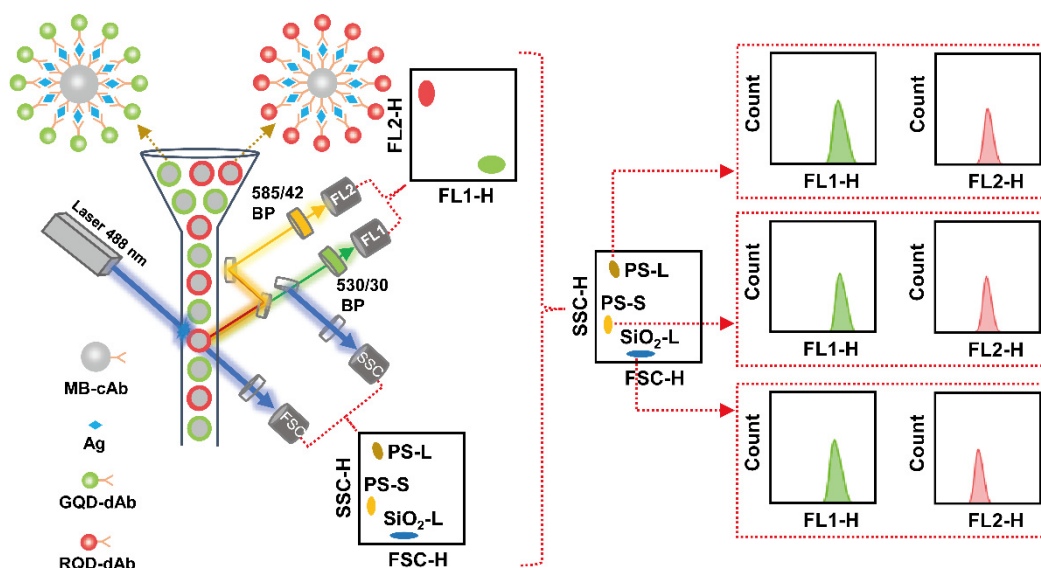 Laser 488 nm
585/42
BP
FL2
FL1
530/30
BP
SSC
FSC
MB-cAb
Ag
GQD-dAb
RQD-dAb
FL2-H
FL1-H
SSC-H
PS-L
PS-S
SiO₂-L
FSC-H
SSC-H
PS-L
PS-S
SiO₂-L
FSC-H
Count
FL1-H
Count
FL2-H
Count
FL1-H
Count
FL2-H
Count
FL1-H
Count
FL2-H